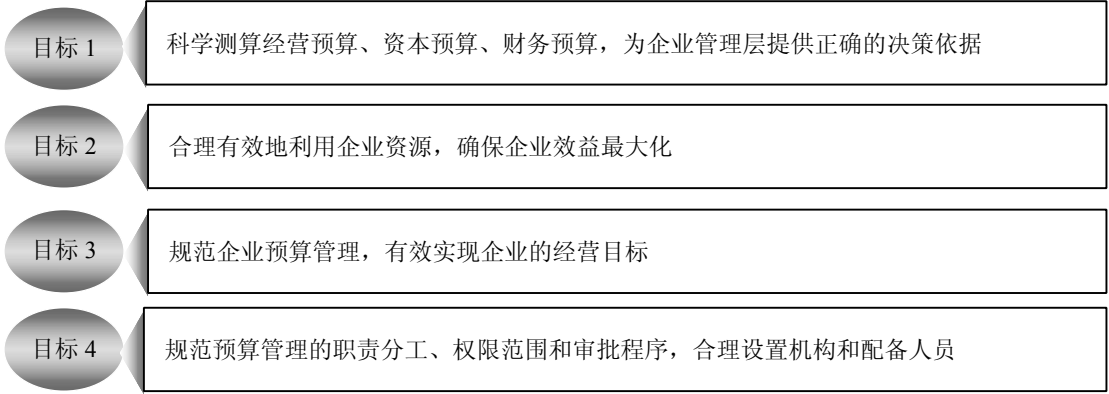 目标 1
科学测算经营预算、资本预算、财务预算，为企业管理层提供正确的决策依据
目标 2
合理有效地利用企业资源，确保企业效益最大化
目标 3
规范企业预算管理，有效实现企业的经营目标
目标 4
规范预算管理的职责分工、权限范围和审批程序，合理设置机构和配备人员